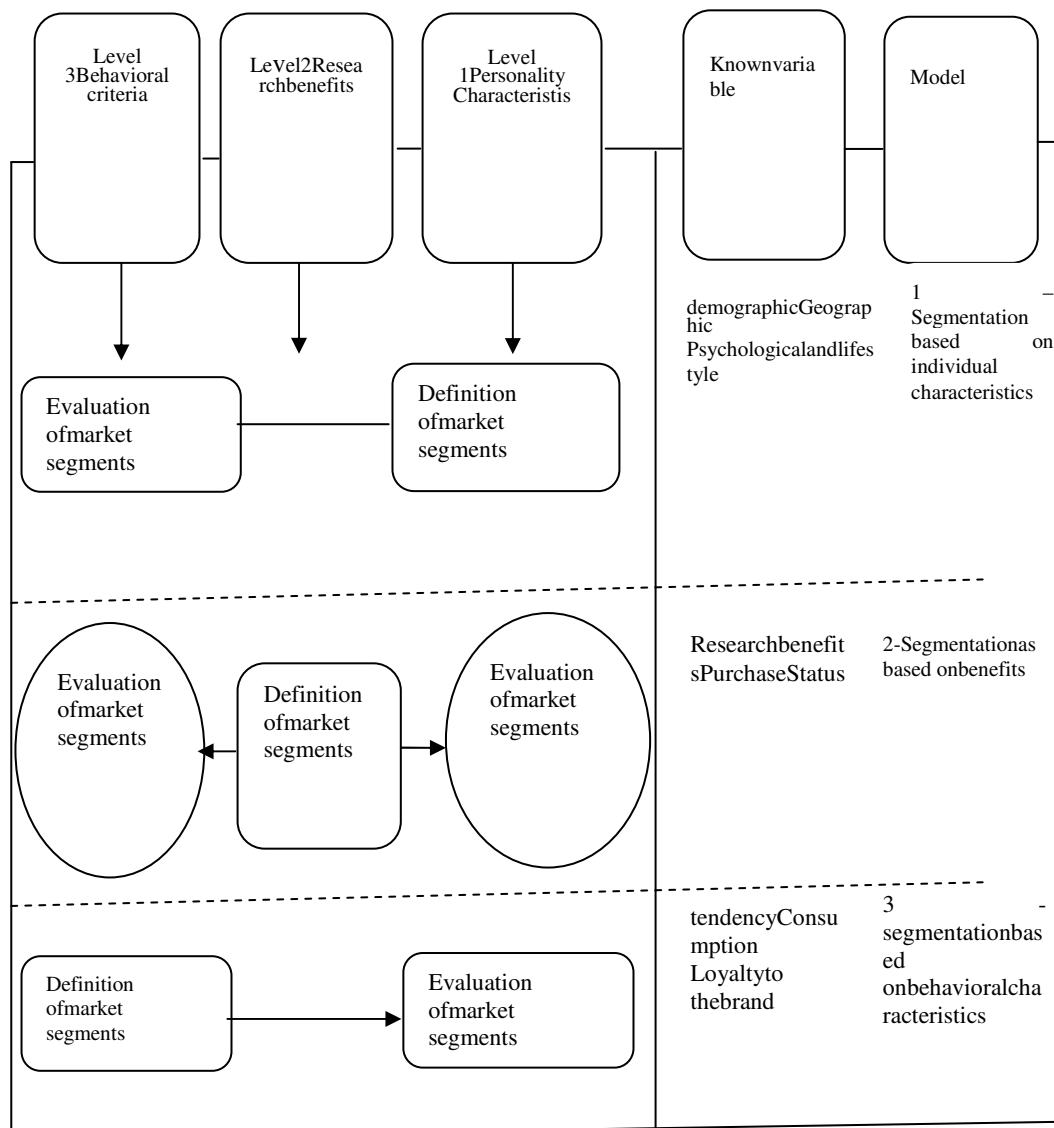 Level
3Behavioral
criteria
Level2Resea
rchbenefits
Level
1Personality
Characteristis
Knownvaria
ble
Model
demographicGeograp
hic
Psychologicalandlifes
tyle
1 –
Segmentation
based on
individual
characteristics
Evaluation
ofmarket
segments
Definition
ofmarket
segments
Evaluation
ofmarket
segments
Definition
ofmarket
segments
Evaluation
ofmarket
segments
Researchbenefit
sPurchaseStatus
2-Segmentationas
based onbenefits
Definition
ofmarket
segments
Evaluation
ofmarket
segments
tendencyConsu
mption
Loyaltyto
thebrand
3 -
segmentationbas
ed
onbehavioralcha
racteristics